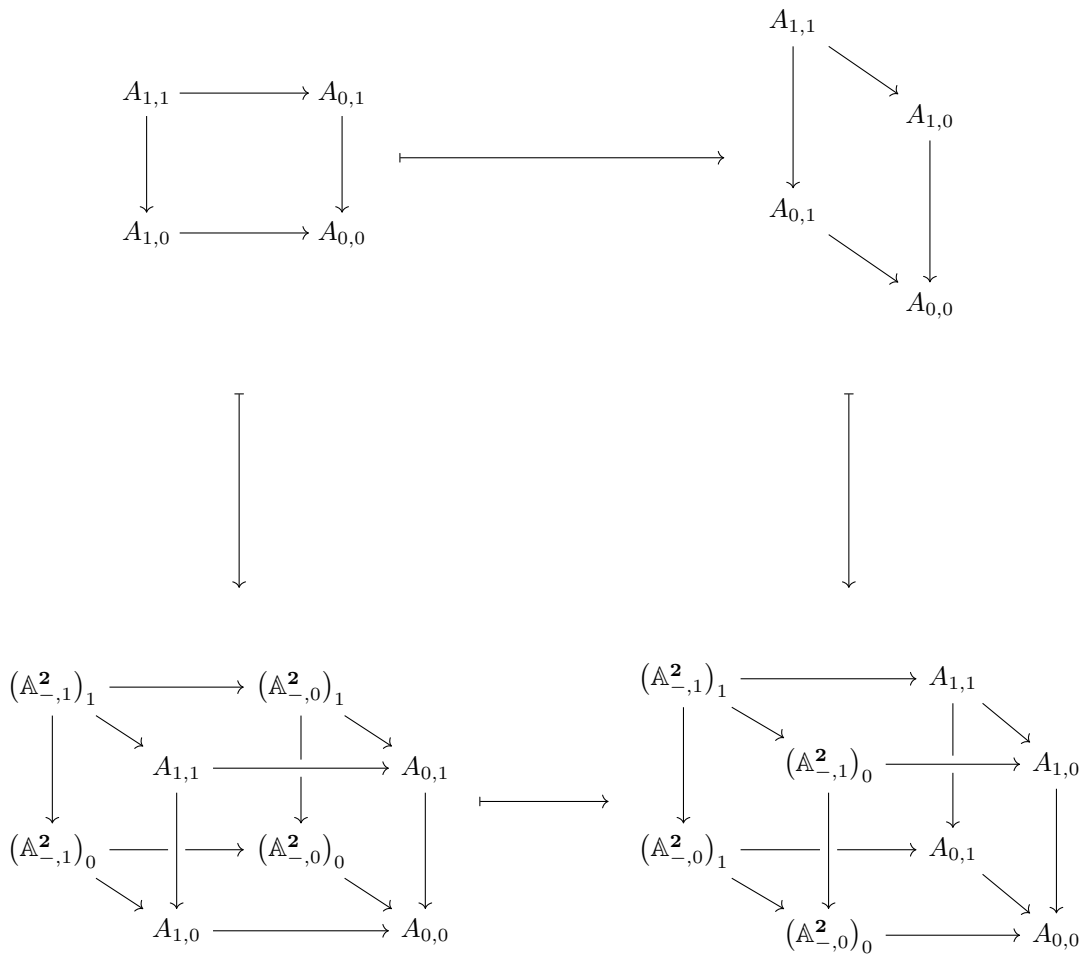 A_{1,1}
A_{1,1} A_{0,1}
A_{1,0}
A_{0,1}
A_{1,0} A_{0,0}
A_{0,0}
(𝔸^𝟐_{−,1})_1 (𝔸^𝟐_{−,0})_1 (𝔸^𝟐_{−,1})_1 A_{1,1}
A_{1,1} A_{0,1} (𝔸^𝟐_{−,1})_0 A_{1,0}
(𝔸^𝟐_{−,1})_0 (𝔸^𝟐_{−,0})_0 (𝔸^𝟐_{−,0})_1 A_{0,1}
A_{1,0} A_{0,0} (𝔸^𝟐_{−,0})_0 A_{0,0}